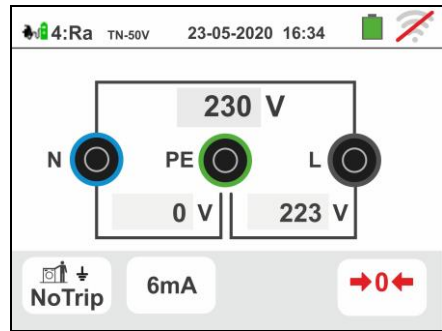 4:Ra TN-50V 23-05-2020 16:34
230 V
N PE L
0 V 223 V
NoTrip 6mA →0←